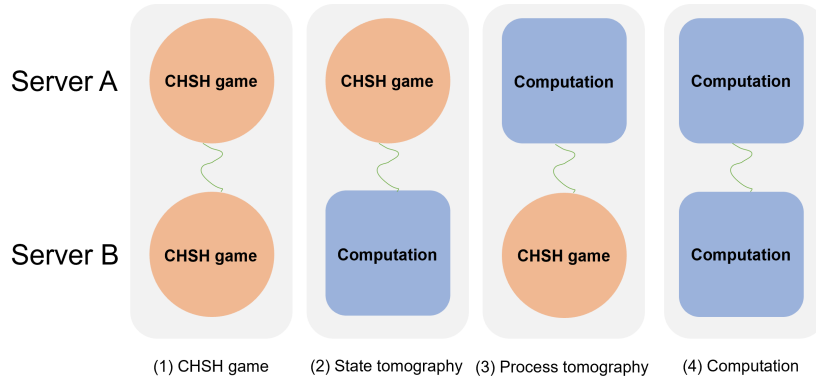 Server A
CHSH game
CHSH game
Computation
Computation
Server B
CHSH game
Computation
CHSH game
Computation
(1) CHSH game
(2) State tomography
(3) Process tomography
(4) Computation